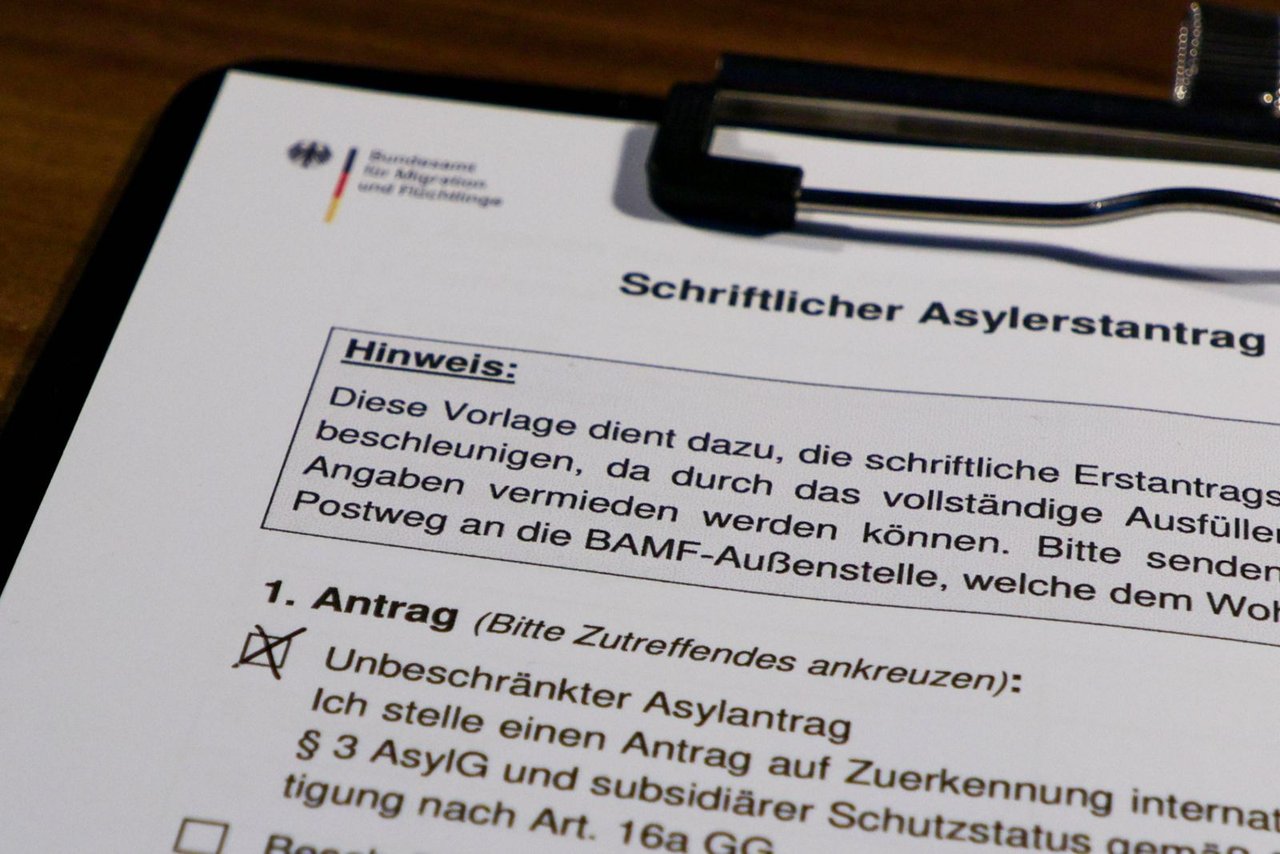 Bundesamt
für Migration
und Flüchtlinge
Schriftlicher Asylerstantrag
Hinweis:
Diese Vorlage dient dazu, die schriftliche Erstantrags
beschleunigen, da durch das vollständige Ausfüllen
Angaben vermieden werden können. Bitte senden
Postweg an die BAMF-Außenstelle, welche dem Woh
1. Antrag (Bitte Zutreffendes ankreuzen):
Unbeschränkter Asylantrag
Ich stelle einen Antrag auf Zuerkennung internat
§ 3 AsylG und subsidiärer Schutzstatus gemäß
tigung nach Art. 16a GG